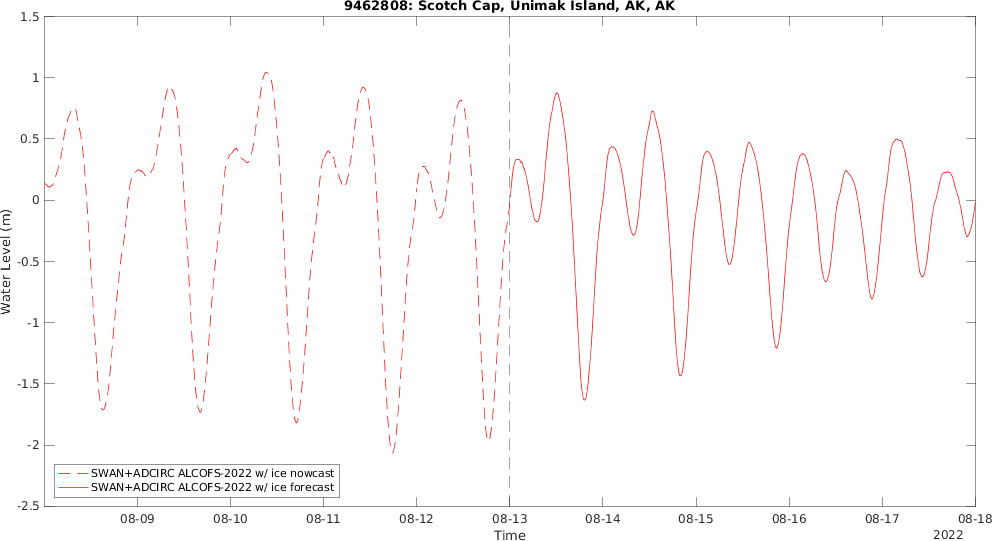 9462808: Scotch Cap, Unimak Island, AK, AK
1.5
1
0.5
0
-0.5
-1
-1.5
-2
-2.5
Water Level (m)
SWAN+ADCIRC ALCOFS-2022 w/ ice nowcast
SWAN+ADCIRC ALCOFS-2022 w/ ice forecast
08-09 08-10 08-11 08-12 08-13 08-14 08-15 08-16 08-17 08-18
Time
2022